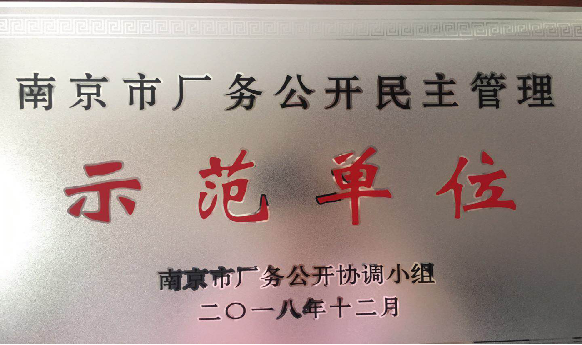 南京市厂务公开民主管理
示范单位
南京市厂务公开协调小组
二〇一八年十二月